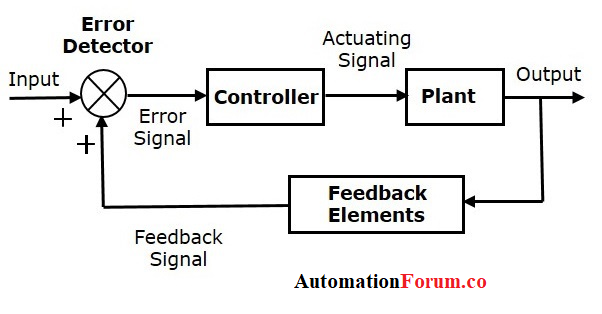 Error
Detector
Input
+
+
Error
Signal
Controller
Actuating
Signal
Plant
Output
Feedback
Elements
Feedback
Signal
AutomationForum.co